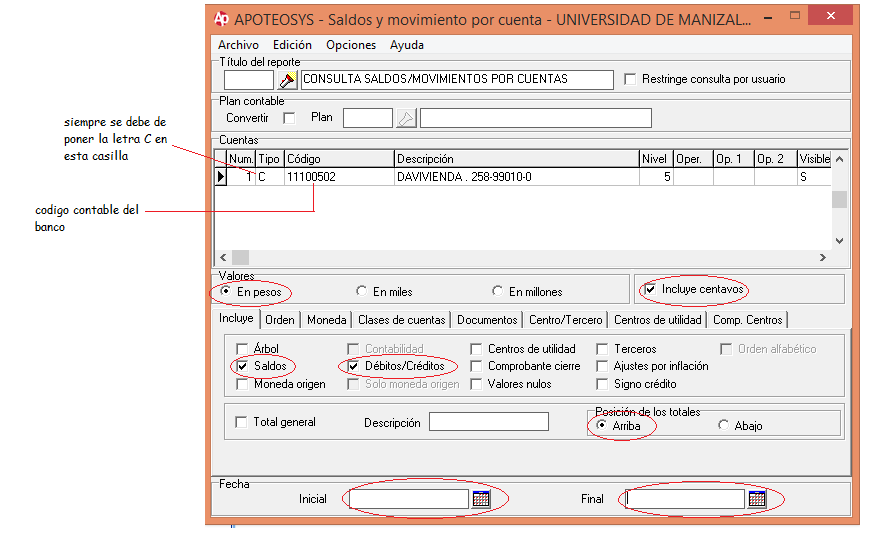 APOTEOSYS - Saldos y movimiento por cuenta - UNIVERSIDAD DE MANIZAL...
Archivo Edición Opciones Ayuda
Título del reporte
CONSULTA SALDOS/MOVIMIENTOS POR CUENTAS
Restringe consulta por usuario
Plan contable
Convertir Plan
siempre se debe de
poner la letra C en
esta casilla
Cuentas
Num. Tipo Código Descripción Nivel Oper. Op. 1 Op. 2 Visible
1 C 11100502 DAVIVIENDA . 258-99010-0 5 S
codigo contable del
banco
Valores
En pesos En miles En millones Incluye centavos
Incluye Orden Moneda Clases de cuentas Documentos Centro/Tercero Centros de utilidad Comp. Centros
Árbol Contabilidad Centros de utilidad Terceros Orden alfabético
Saldos Débitos/Créditos Comprobante cierre Ajustes por inflación
Moneda origen Solo moneda origen Valores nulos Signo crédito
Posición de los totales
Total general Descripción Arriba Abajo
Fecha
Inicial Final